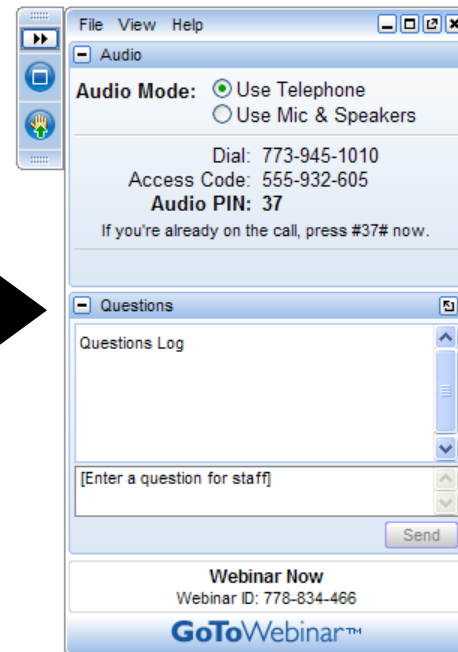 File View Help
Audio
Audio Mode: Use Telephone
Use Mic & Speakers
Dial: 773-945-1010
Access Code: 555-932-605
Audio PIN: 37
If you're already on the call, press #37# now.
Questions
Questions Log
[Enter a question for staff]
Send
Webinar Now
Webinar ID: 778-834-466
GoToWebinar™